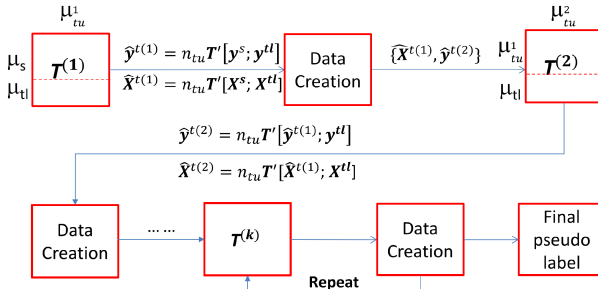 μ¹ₜᵤ
μ²ₜᵤ
μₛ
μₜₗ
T⁽¹⁾
ŷᵗ⁽¹⁾ = nₜᵤT′[yˢ; yᵗˡ]
X̂ᵗ⁽¹⁾ = nₜᵤT′[Xˢ; Xᵗˡ]
Data
Creation
{X̂ᵗ⁽¹⁾, ŷᵗ⁽²⁾}
μ¹ₜᵤ
μₜₗ
T⁽²⁾
ŷᵗ⁽²⁾ = nₜᵤT′[ŷᵗ⁽¹⁾; yᵗˡ]
X̂ᵗ⁽²⁾ = nₜᵤT′[X̂ᵗ⁽¹⁾; Xᵗˡ]
Data
Creation
... ...
T⁽ᵏ⁾
Data
Creation
Final
pseudo
label
Repeat